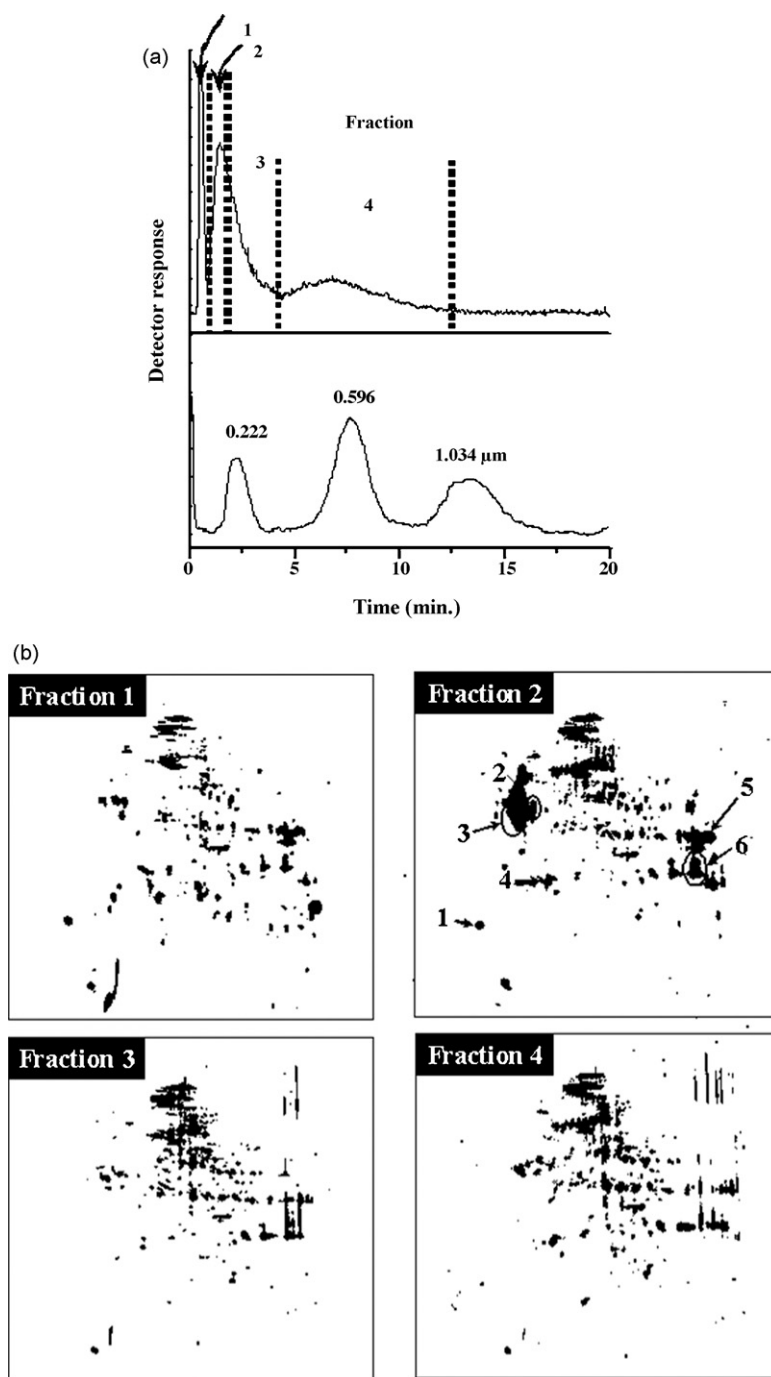 1
2
(a)
Fraction
3
4
Detector response
0.222
0.596
1.034 µm
0 5 10 15 20
Time (min.)
(b)
Fraction 1
Fraction 2
2
5
3
6
4
1
Fraction 3
Fraction 4